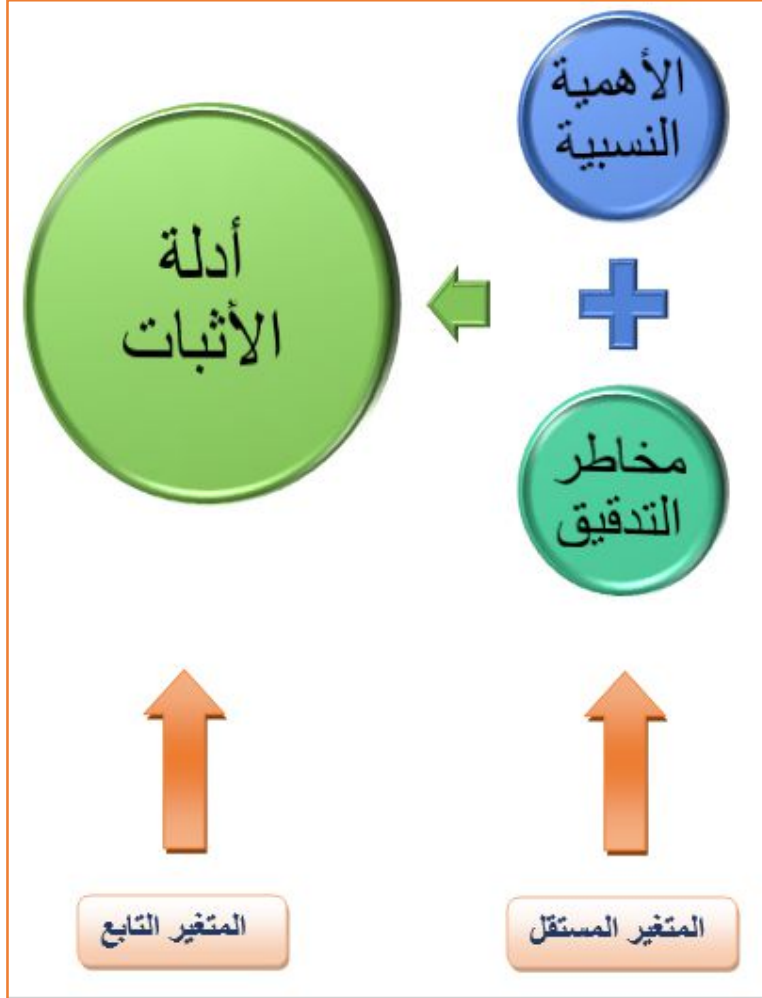 الأهمية
النسبية
مخاطر
التدقيق
أدلة
الأثبات
المتغير المستقل
المتغير التابع